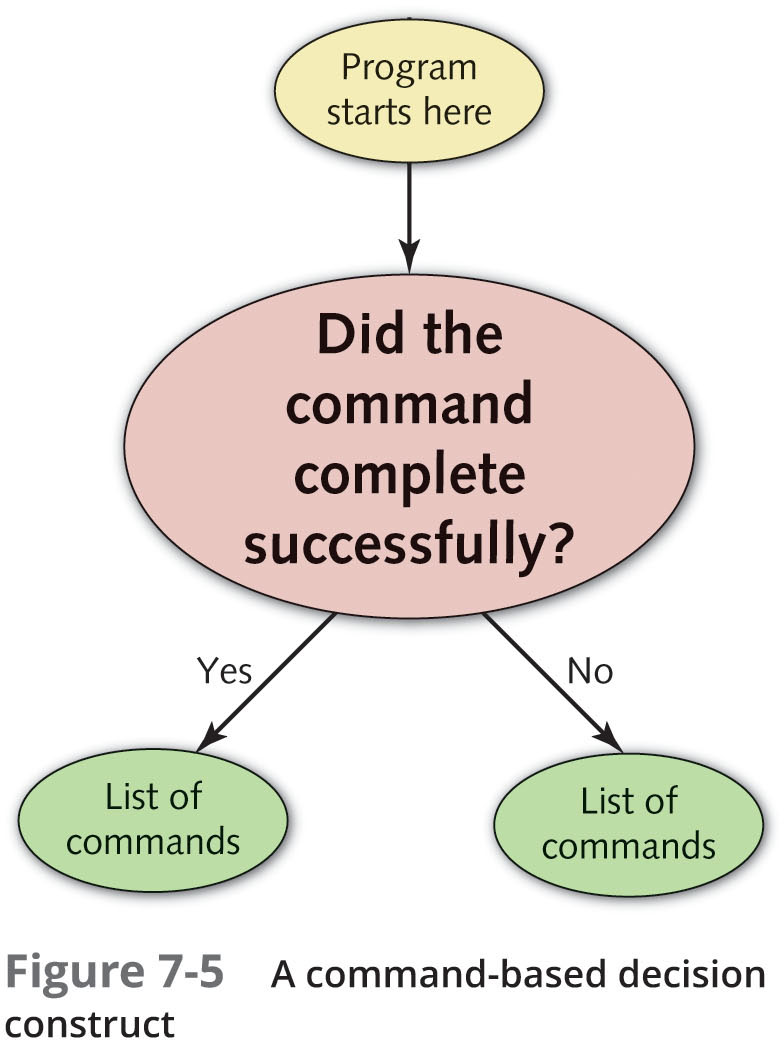 Program
starts here
Did the
command
complete
successfully?
Yes
No
List of
commands
List of
commands
Figure 7-5 A command-based decision
construct